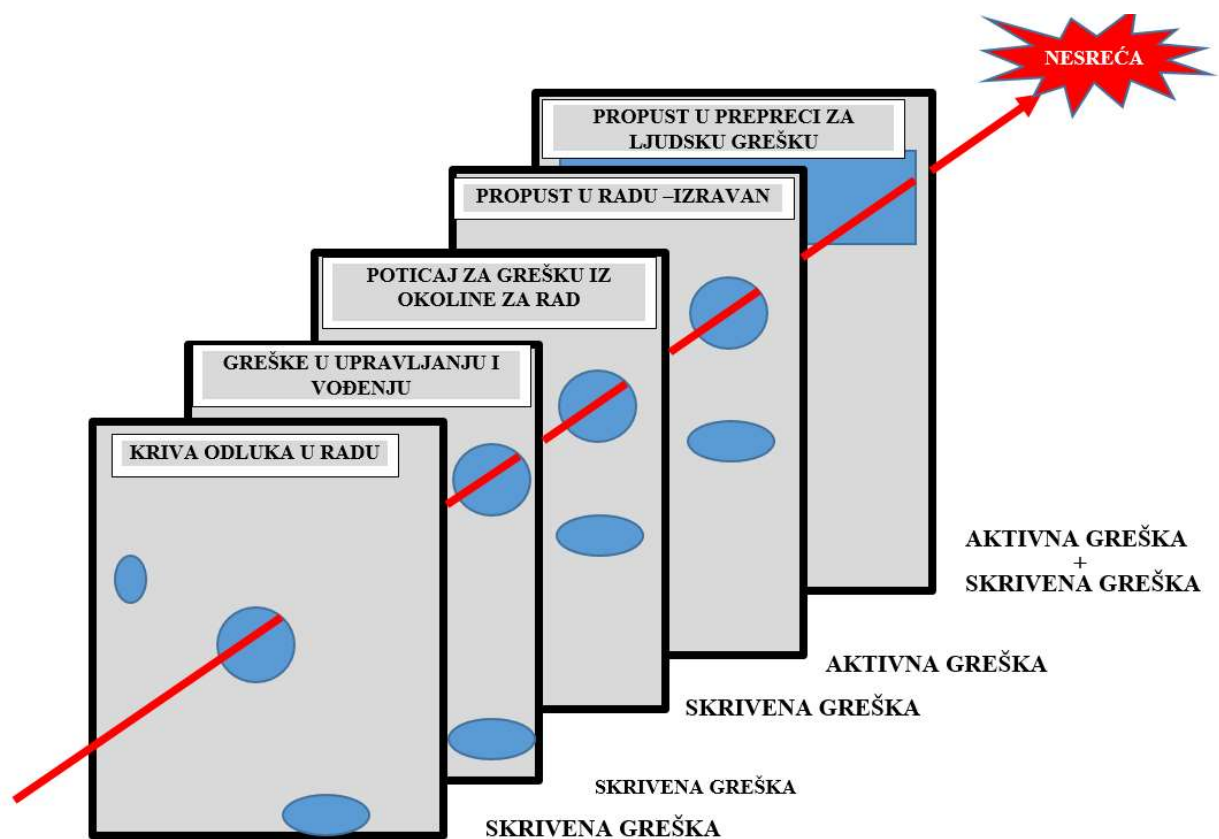 NESREĆA
PROPUST U PREPRECI ZA
LJUDSKU GREŠKU
PROPUST U RADU –IZRAVAN
POTICAJ ZA GREŠKU IZ
OKOLINE ZA RAD
GREŠKE U UPRAVLJANJU I
VOĐENJU
KRIVA ODLUKA U RADU
AKTIVNA GREŠKA
+
SKRIVENA GREŠKA
AKTIVNA GREŠKA
SKRIVENA GREŠKA
SKRIVENA GREŠKA
SKRIVENA GREŠKA